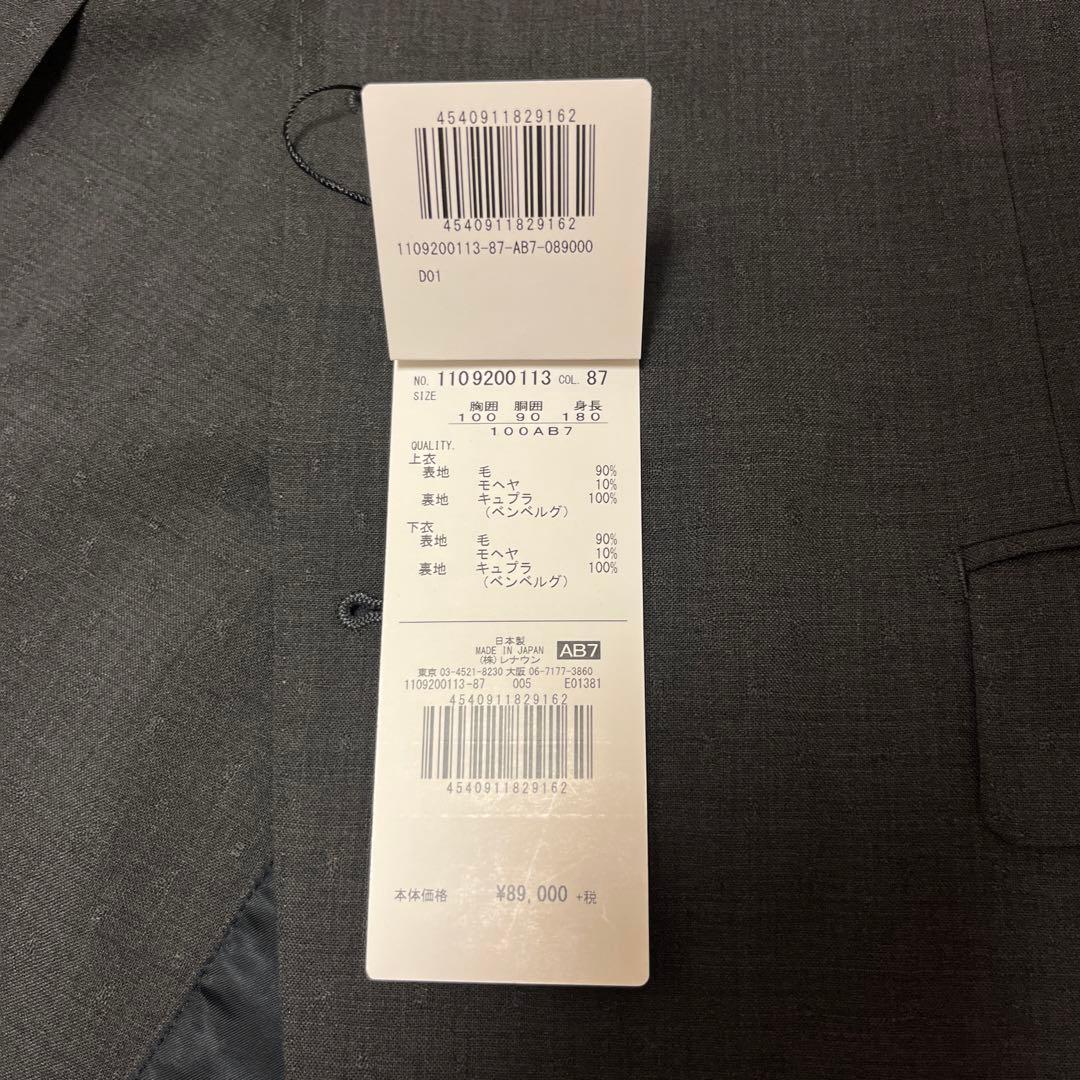 4540911829162
4540911829162
1109200113-87-AB7-089000
D01
NO. 1109200113 COL. 87
SIZE
胸囲 胴囲 身長
100 90 180
100AB7
QUALITY.
上衣
表地 毛 90%
モヘヤ 10%
裏地 キュプラ 100%
(ベンベルグ)
下衣
表地 毛 90%
モヘヤ 10%
裏地 キュプラ 100%
(ベンベルグ)
日本製
MADE IN JAPAN AB7
(株)レナウン
東京 03-4521-8230 大阪 06-7177-3860
1109200113-87 005 E01381
4540911829162
4540911829162
本体価格 ¥89,000 +税